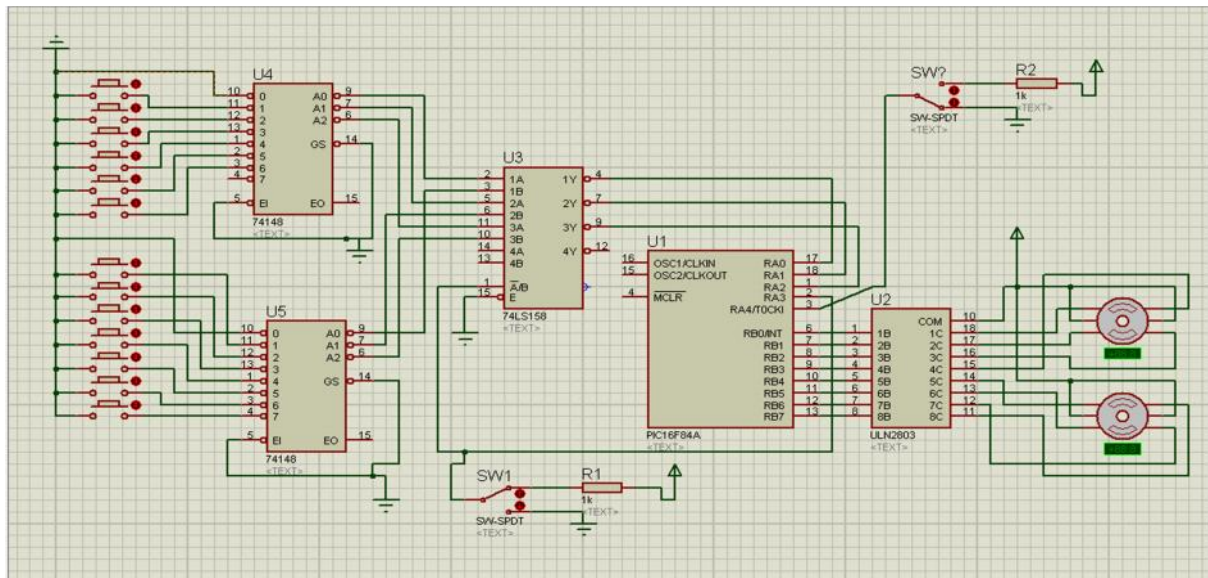 U4
10 0 A0 9
11 1 A1 7
12 2 A2 6
13 3
1 4 GS 14
2 5
3 6
4 7
5 EI EO 15
74148
<TEXT>
U5
10 0 A0 9
11 1 A1 7
12 2 A2 6
13 3
1 4 GS 14
2 5
3 6
4 7
5 EI EO 15
74148
<TEXT>
U3
2 1A 1Y 4
3 1B
5 2A 2Y 7
6 2B
11 3A 3Y 9
10 3B
14 4A 4Y 12
13 4B
1 A/B
15 E
74LS158
<TEXT>
SW1
SW-SPDT
<TEXT>
R1
1k
<TEXT>
U1
16 OSC1/CLKIN RA0 17
15 OSC2/CLKOUT RA1 18
RA2 1
4 MCLR RA3 2
RA4/T0CKI 3
RB0/INT 6
RB1 7
RB2 8
RB3 9
RB4 10
RB5 11
RB6 12
RB7 13
PIC16F84A
<TEXT>
SW?
SW-SPDT
<TEXT>
R2
1k
<TEXT>
U2
COM 10
1 1B 1C 18
2 2B 2C 17
3 3B 3C 16
4 4B 4C 15
5 5B 5C 14
6 6B 6C 13
7 7B 7C 12
8 8B 8C 11
ULN2803
<TEXT>